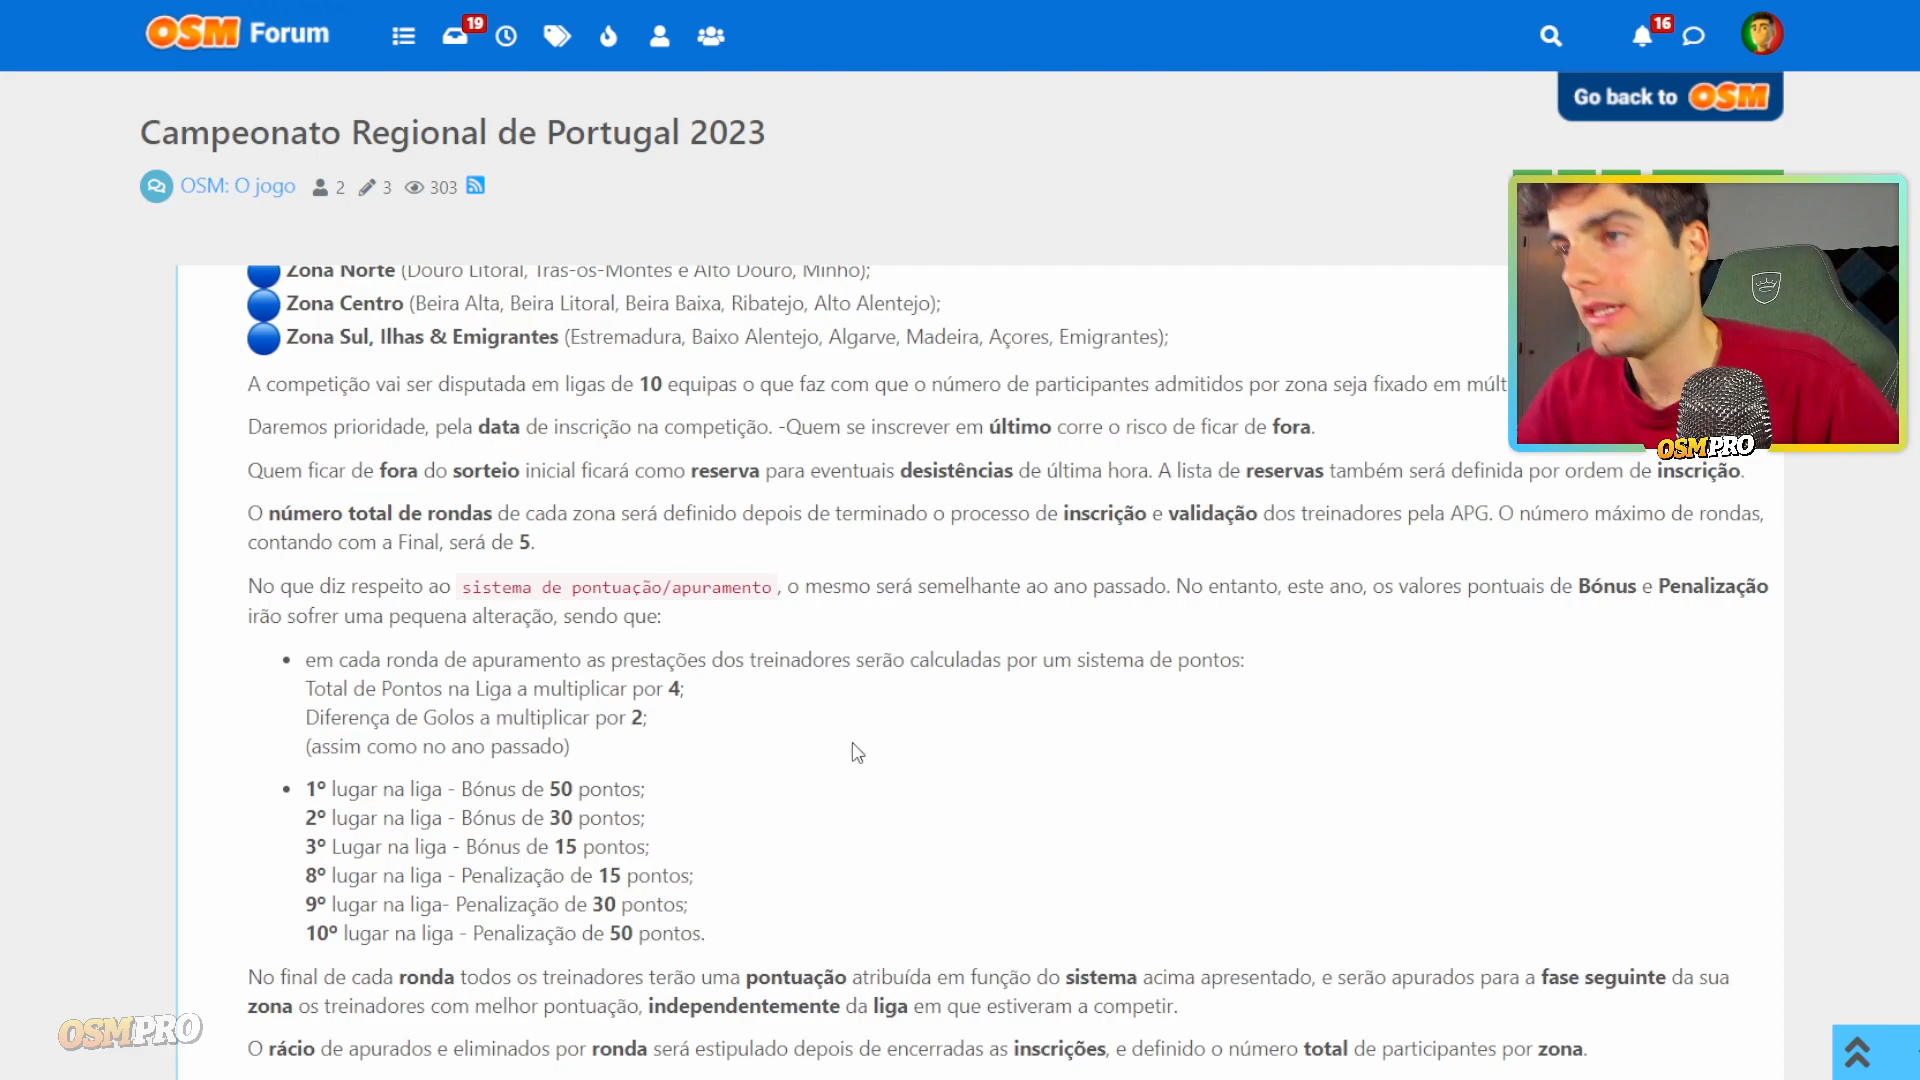 OSM Forum
19
16
Go back to OSM
Campeonato Regional de Portugal 2023
OSM: O jogo 2 3 303
Zona Norte (Douro Litoral, Trás-os-Montes e Alto Douro, Minho);
Zona Centro (Beira Alta, Beira Litoral, Beira Baixa, Ribatejo, Alto Alentejo);
Zona Sul, Ilhas & Emigrantes (Estremadura, Baixo Alentejo, Algarve, Madeira, Açores, Emigrantes);
A competição vai ser disputada em ligas de 10 equipas o que faz com que o número de participantes admitidos por zona seja fixado em múlt
Daremos prioridade, pela data de inscrição na competição. -Quem se inscrever em último corre o risco de ficar de fora.
OSMPRO
Quem ficar de fora do sorteio inicial ficará como reserva para eventuais desistências de última hora. A lista de reservas também será definida por ordem de inscrição.
O número total de rondas de cada zona será definido depois de terminado o processo de inscrição e validação dos treinadores pela APG. O número máximo de rondas,
contando com a Final, será de 5.
No que diz respeito ao sistema de pontuação/apuramento, o mesmo será semelhante ao ano passado. No entanto, este ano, os valores pontuais de Bónus e Penalização
irão sofrer uma pequena alteração, sendo que:
em cada ronda de apuramento as prestações dos treinadores serão calculadas por um sistema de pontos:
Total de Pontos na Liga a multiplicar por 4;
Diferença de Golos a multiplicar por 2;
(assim como no ano passado)
1º lugar na liga - Bónus de 50 pontos;
2º lugar na liga - Bónus de 30 pontos;
3º Lugar na liga - Bónus de 15 pontos;
8º lugar na liga - Penalização de 15 pontos;
9º lugar na liga- Penalização de 30 pontos;
10º lugar na liga - Penalização de 50 pontos.
No final de cada ronda todos os treinadores terão uma pontuação atribuída em função do sistema acima apresentado, e serão apurados para a fase seguinte da sua
zona os treinadores com melhor pontuação, independentemente da liga em que estiveram a competir.
OSMPRO
O rácio de apurados e eliminados por ronda será estipulado depois de encerradas as inscrições, e definido o número total de participantes por zona.